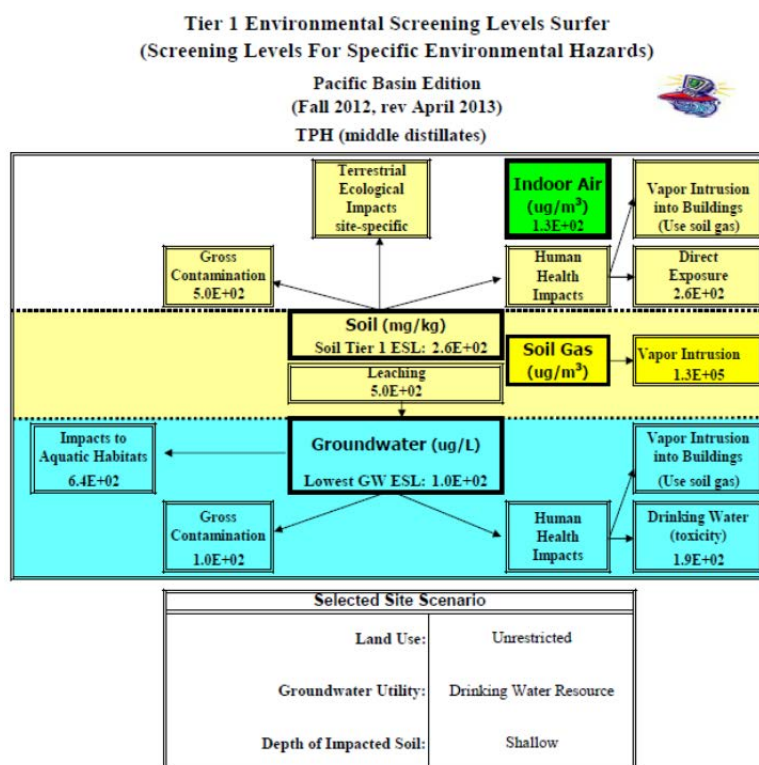 Tier 1 Environmental Screening Levels Surfer
(Screening Levels For Specific Environmental Hazards)
Pacific Basin Edition
(Fall 2012, rev April 2013)
TPH (middle distillates)
Terrestrial
Ecological
Impacts
site-specific
Indoor Air
(ug/m³)
1.3E+02
Vapor Intrusion
into Buildings
(Use soil gas)
Gross
Contamination
5.0E+02
Human
Health
Impacts
Direct
Exposure
2.6E+02
Soil (mg/kg)
Soil Tier 1 ESL: 2.6E+02
Soil Gas
(ug/m³)
Vapor Intrusion
1.3E+05
Leaching
5.0E+02
Impacts to
Aquatic Habitats
6.4E+02
Groundwater (ug/L)
Lowest GW ESL: 1.0E+02
Vapor Intrusion
into Buildings
(Use soil gas)
Gross
Contamination
1.0E+02
Human
Health
Impacts
Drinking Water
(toxicity)
1.9E+02
Selected Site Scenario
Land Use: Unrestricted
Groundwater Utility: Drinking Water Resource
Depth of Impacted Soil: Shallow